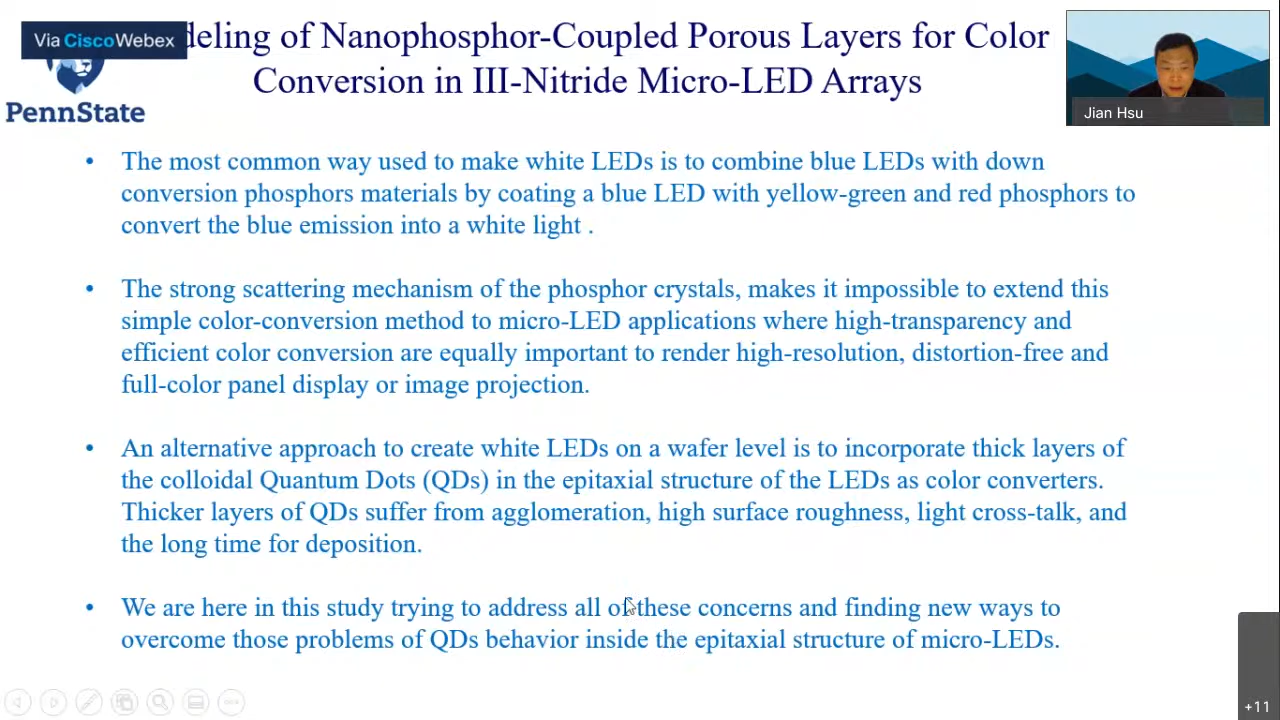 Via CiscoWebex
deling of Nanophosphor-Coupled Porous Layers for Color
Conversion in III-Nitride Micro-LED Arrays
PennState
Jian Hsu
• The most common way used to make white LEDs is to combine blue LEDs with down
conversion phosphors materials by coating a blue LED with yellow-green and red phosphors to
convert the blue emission into a white light .
• The strong scattering mechanism of the phosphor crystals, makes it impossible to extend this
simple color-conversion method to micro-LED applications where high-transparency and
efficient color conversion are equally important to render high-resolution, distortion-free and
full-color panel display or image projection.
• An alternative approach to create white LEDs on a wafer level is to incorporate thick layers of
the colloidal Quantum Dots (QDs) in the epitaxial structure of the LEDs as color converters.
Thicker layers of QDs suffer from agglomeration, high surface roughness, light cross-talk, and
the long time for deposition.
• We are here in this study trying to address all of these concerns and finding new ways to
overcome those problems of QDs behavior inside the epitaxial structure of micro-LEDs.
+11